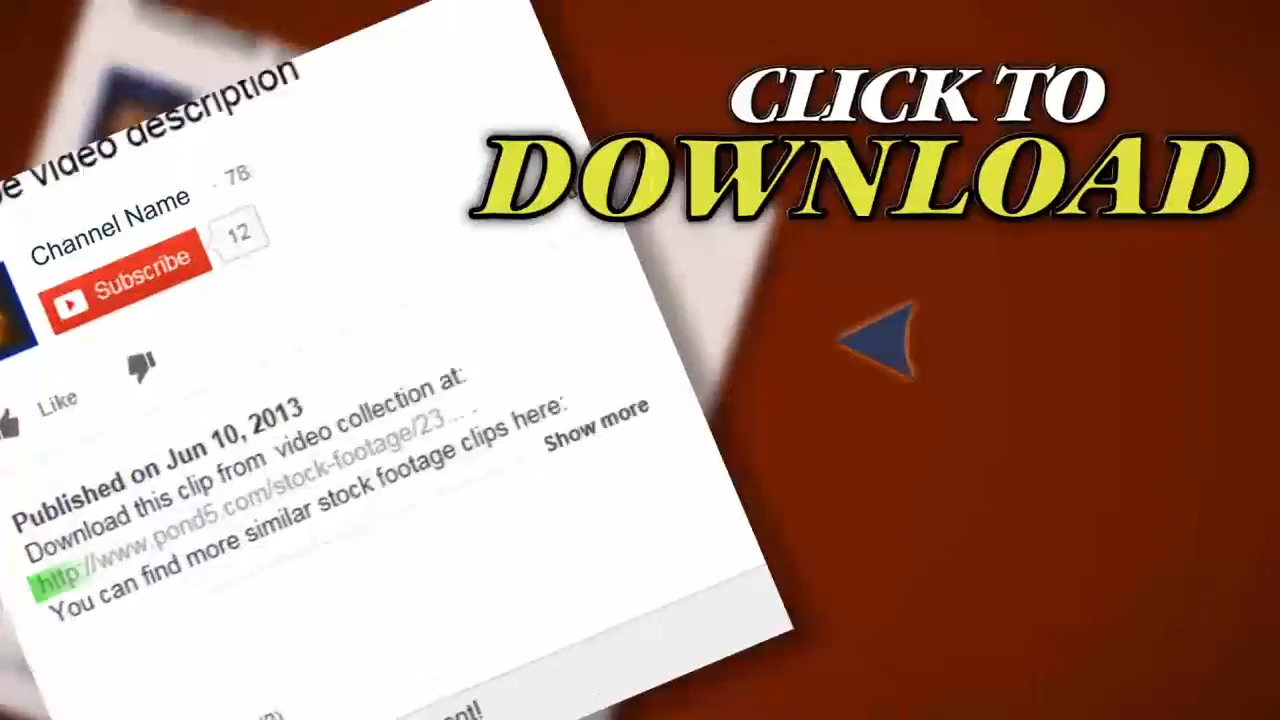 CLICK TO
DOWNLOAD
video description
Channel Name
78
Subscribe
12
Like
Published on Jun 10, 2013
Download this clip from video collection at:
http://www.pond5.com/stock-footage/23....
You can find more similar stock footage clips here:
Show more